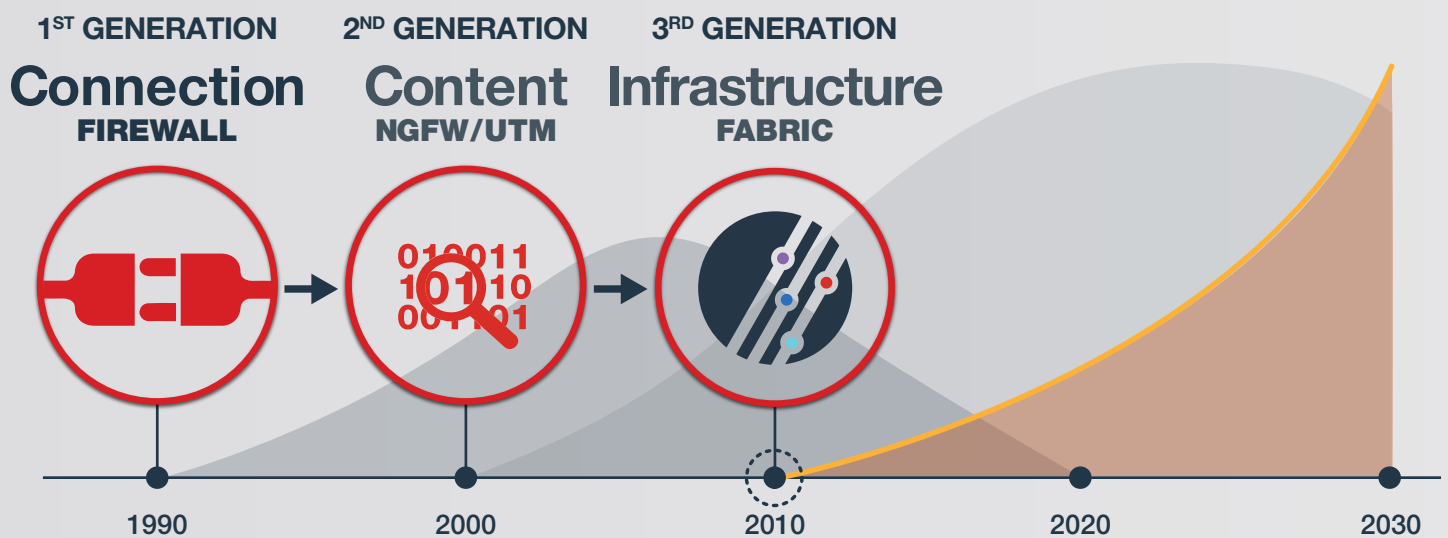 1ST GENERATION
Connection
FIREWALL
2ND GENERATION
Content
NGFW/UTM
3RD GENERATION
Infrastructure
FABRIC
010011
10110
001101
1990
2000
2010
2020
2030